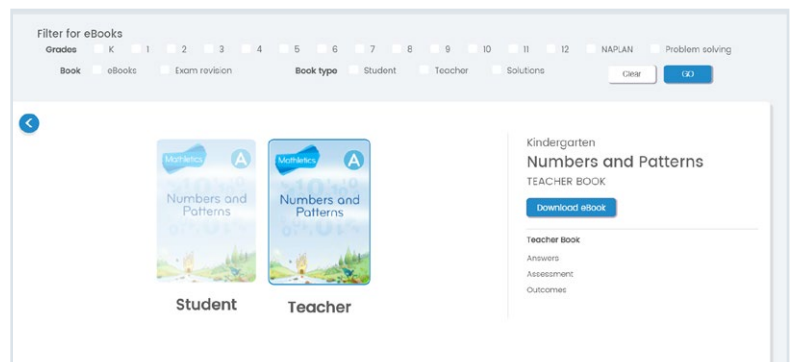 Filter for eBooks
Grades K 1 2 3 4 5 6 7 8 9 10 11 12 NAPLAN Problem solving
Book eBooks Exam revision Book type Student Teacher Solutions Clear GO
Mathletics A
Numbers and
Patterns
Student
Mathletics A
Numbers and
Patterns
Teacher
Kindergarten
Numbers and Patterns
TEACHER BOOK
Download eBook
Teacher Book
Answers
Assessment
Outcomes